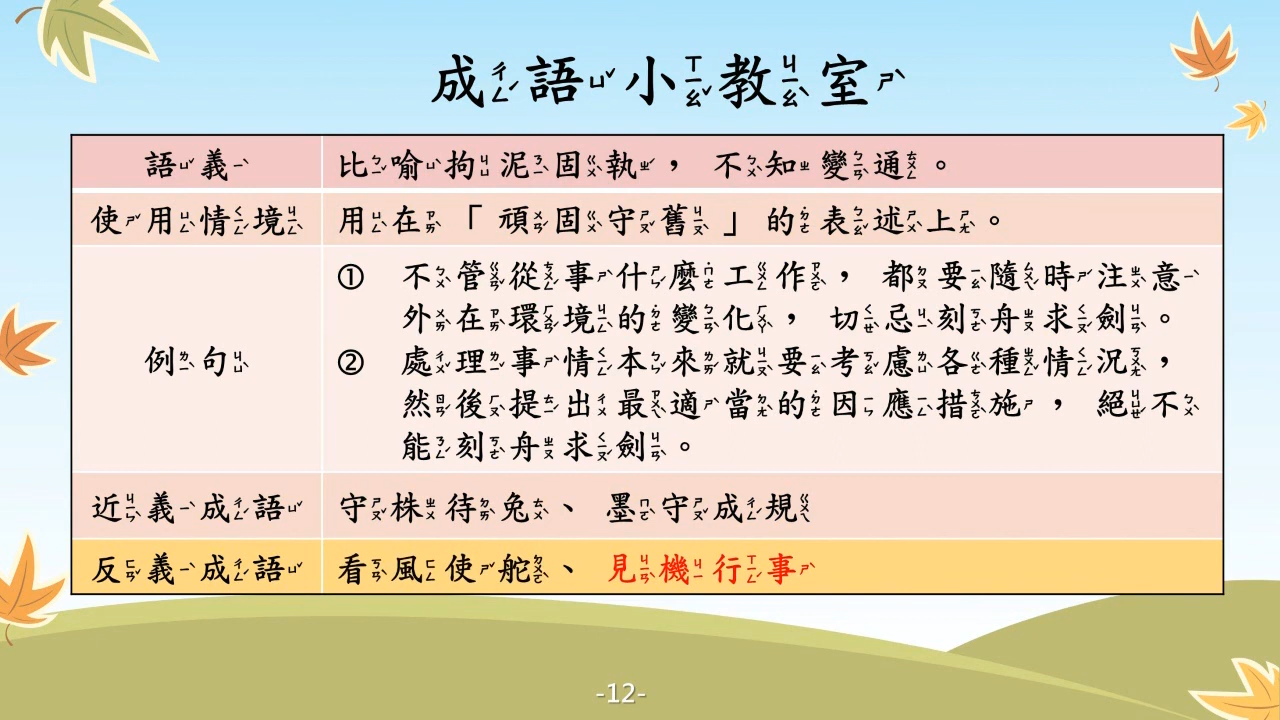 成語小教室
語義
比喻拘泥固執，不知變通。
使用情境
用在「頑固守舊」的表述上。
例句
① 不管從事什麼工作，都要隨時注意
外在環境的變化，切忌刻舟求劍。
② 處理事情本來就要考慮各種情況，
然後提出最適當的因應措施，絕不
能刻舟求劍。
近義成語
守株待兔、墨守成規
反義成語
看風使舵、見機行事
-12-